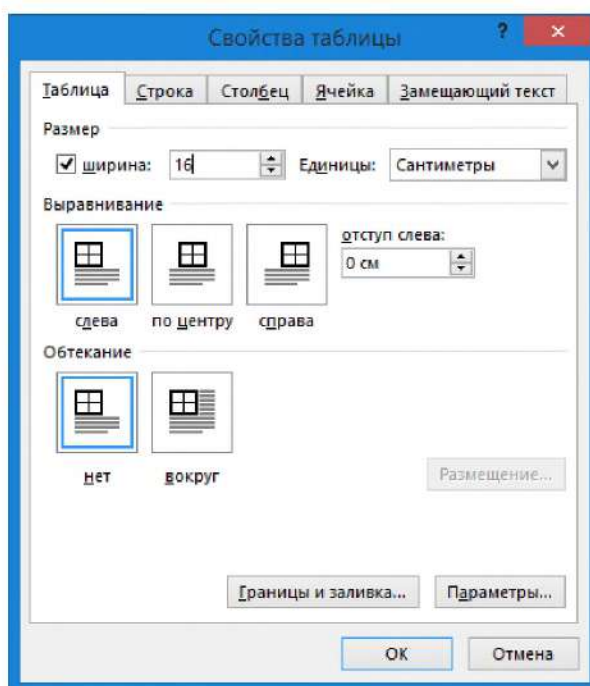 Свойства таблицы ?
Таблица Строка Столбец Ячейка Замещающий текст
Размер
ширина: 16 Единицы: Сантиметры
Выравнивание
отступ слева:
0 см
слева по центру справа
Обтекание
нет вокруг
Размещение...
Границы и заливка... Параметры...
ОК Отмена